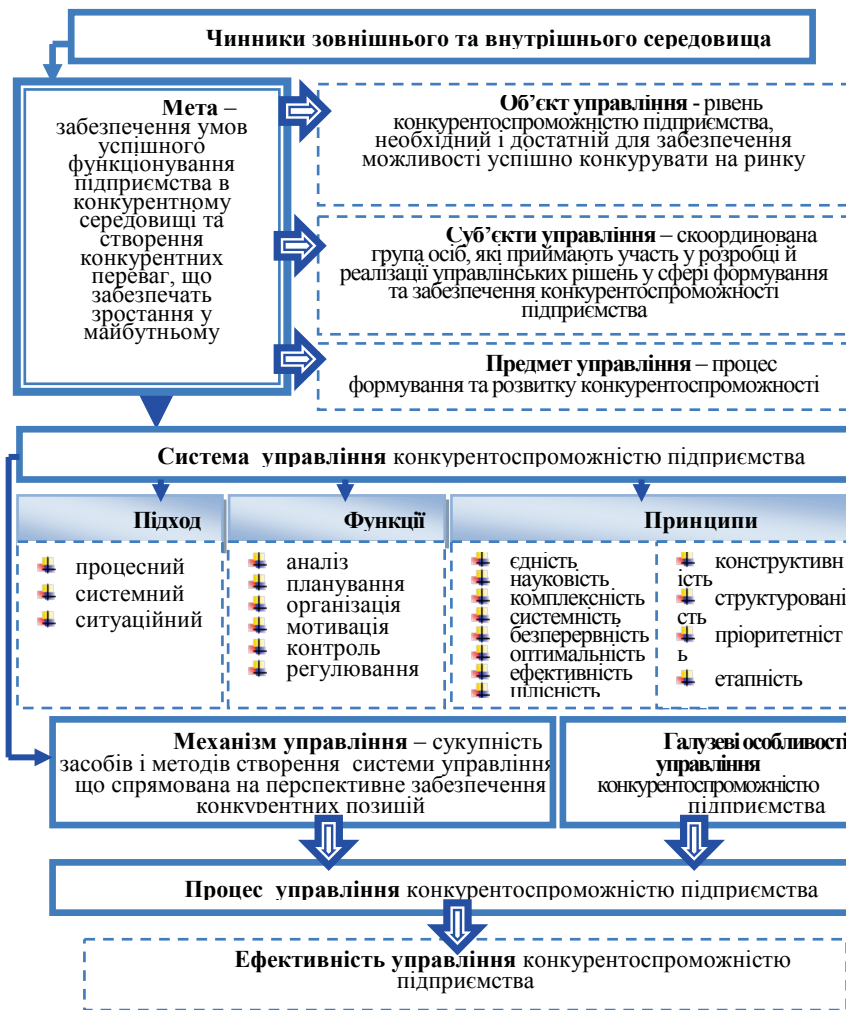 Чинники зовнішнього та внутрішнього середовища
Мета –
забезпечення умов
успішного
функціонування
підприємства в
конкурентному
середовищі та
створення
конкурентних
переваг, що
забезпечать
зростання у
майбутньому
Об’єкт управління - рівень
конкурентоспроможністю підприємства,
необхідний і достатній для забезпечення
можливості успішно конкурувати на ринку
Суб’єкти управління – скоординована
група осіб, які приймають участь у розробці й
реалізації управлінських рішень у сфері формування
та забезпечення конкурентоспроможності
підприємства
Предмет управління – процес
формування та розвитку конкурентоспроможності
Система управління конкурентоспроможністю підприємства
Підход
процесний
системний
ситуаційний
Функції
аналіз
планування
організація
мотивація
контроль
регулювання
Принципи
єдність
науковість
комплексність
системність
безперервність
оптимальність
ефективність
цілісність
конструктивн
ість
структурованi
сть
пріоритетніст
ь
етапність
Механізм управління – сукупність
засобів і методів створення системи управління
що спрямована на перспективне забезпечення
конкурентних позицій
Галузеві особливості
управління
конкурентоспроможністю
підприємства
Процес управління конкурентоспроможністю підприємства
Ефективність управління конкурентоспроможністю
підприємства